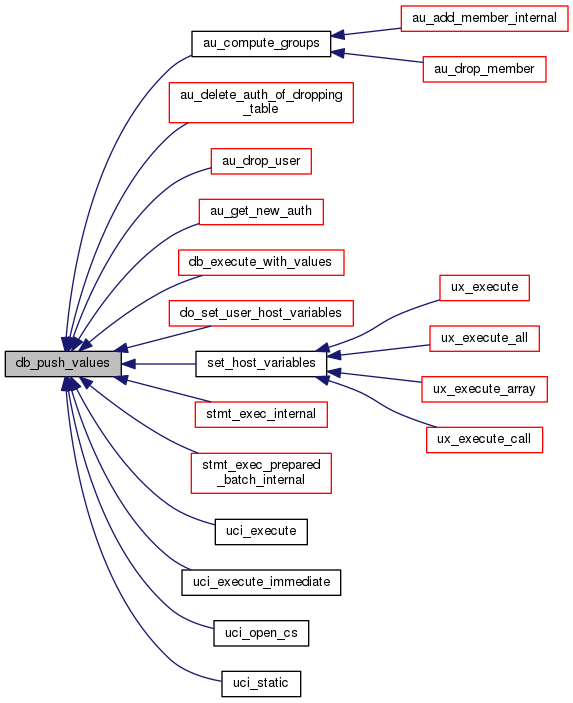 au_add_member_internal
au_compute_groups
au_drop_member
au_delete_auth_of_dropping
_table
au_drop_user
au_get_new_auth
db_execute_with_values
ux_execute
do_set_user_host_variables
ux_execute_all
db_push_values
set_host_variables
ux_execute_array
stmt_exec_internal
ux_execute_call
stmt_exec_prepared
_batch_internal
uci_execute
uci_execute_immediate
uci_open_cs
uci_static